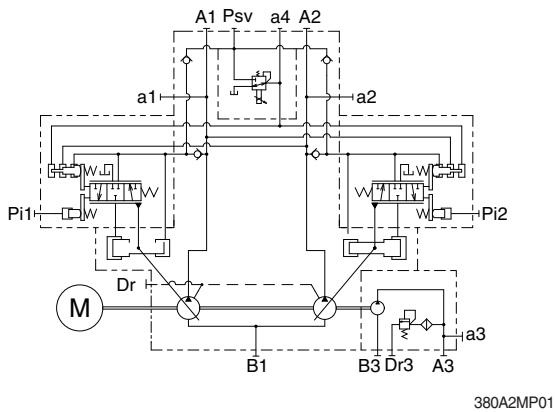 A1 Psv a4 A2
a1 a2
Pi1 Pi2
Dr
M
a3
B1 B3 Dr3 A3
380A2MP01